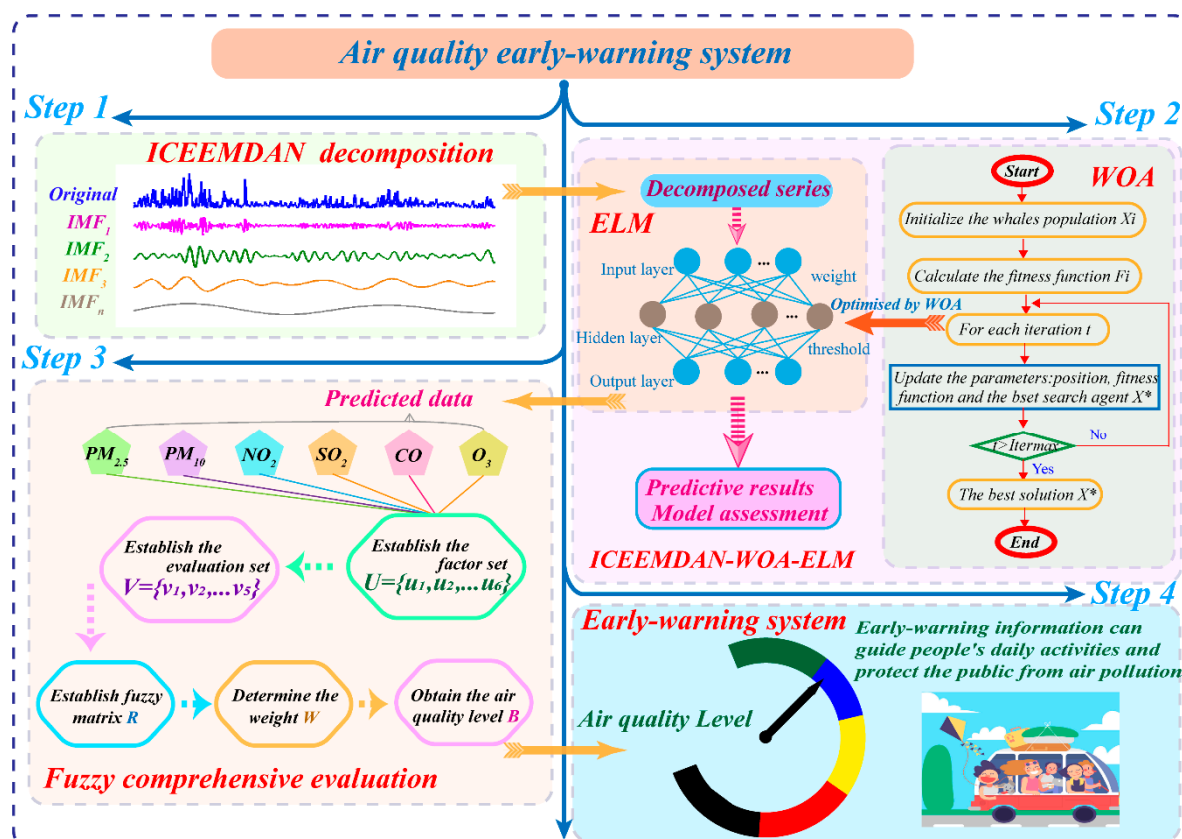 Air quality early-warning system
Step 1
ICEEMDAN decomposition
Original
IMF1
IMF2
IMF3
IMFn
Step 2
Decomposed series
ELM
Input layer
weight
Optimised by WOA
Hidden layer
threshold
Output layer
Predictive results
Model assessment
ICEEMDAN-WOA-ELM
WOA
Start
Initialize the whales population Xi
Calculate the fitness function Fi
For each iteration t
Update the parameters:position, fitness
function and the bset search agent X*
t>Itermax
No
Yes
The best solution X*
End
Step 3
Predicted data
PM2.5
PM10
NO2
SO2
CO
O3
Establish the
factor set
U={u1,u2,...u6}
Establish the
evaluation set
V={v1,v2,...v5}
Establish fuzzy
matrix R
Determine the
weight W
Obtain the air
quality level B
Fuzzy comprehensive evaluation
Step 4
Early-warning system
Early-warning information can
guide people's daily activities and
protect the public from air pollution
Air quality Level